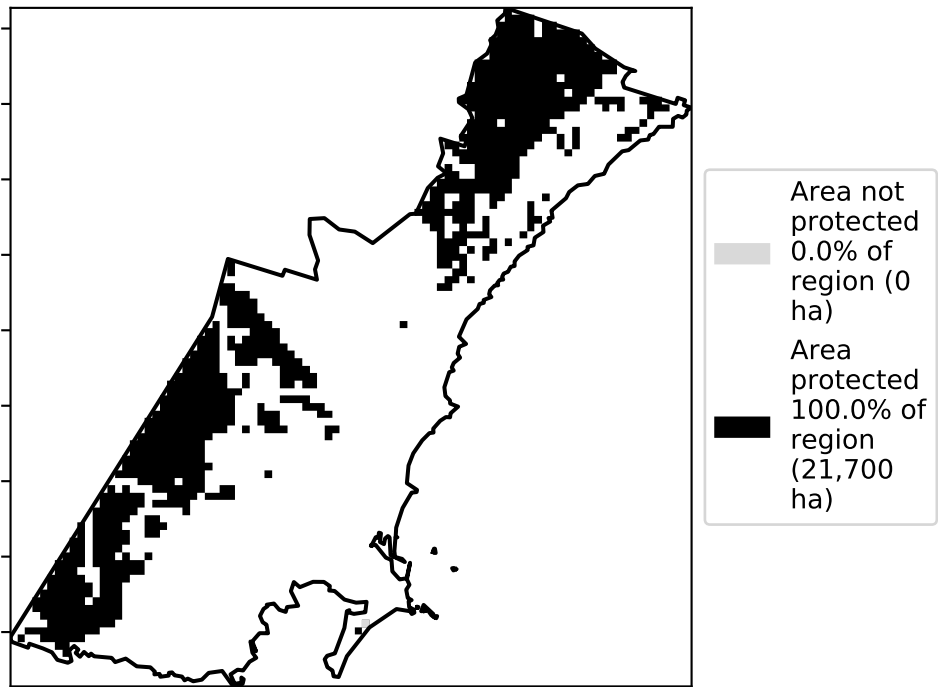 Area not
protected
0.0% of
region (0
ha)
Area
protected
100.0% of
region
(21,700
ha)